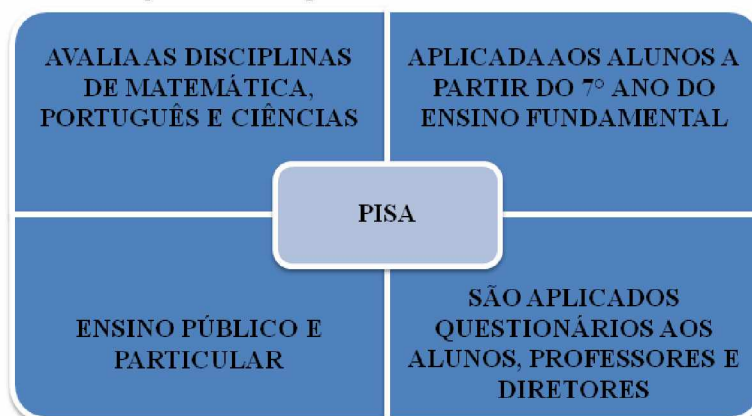 AVALIA AS DISCIPLINAS
DE MATEMÁTICA,
PORTUGUÊS E CIÊNCIAS
APLICADA AOS ALUNOS A
PARTIR DO 7° ANO DO
ENSINO FUNDAMENTAL
PISA
ENSINO PÚBLICO E
PARTICULAR
SÃO APLICADOS
QUESTIONÁRIOS AOS
ALUNOS, PROFESSORES E
DIRETORES